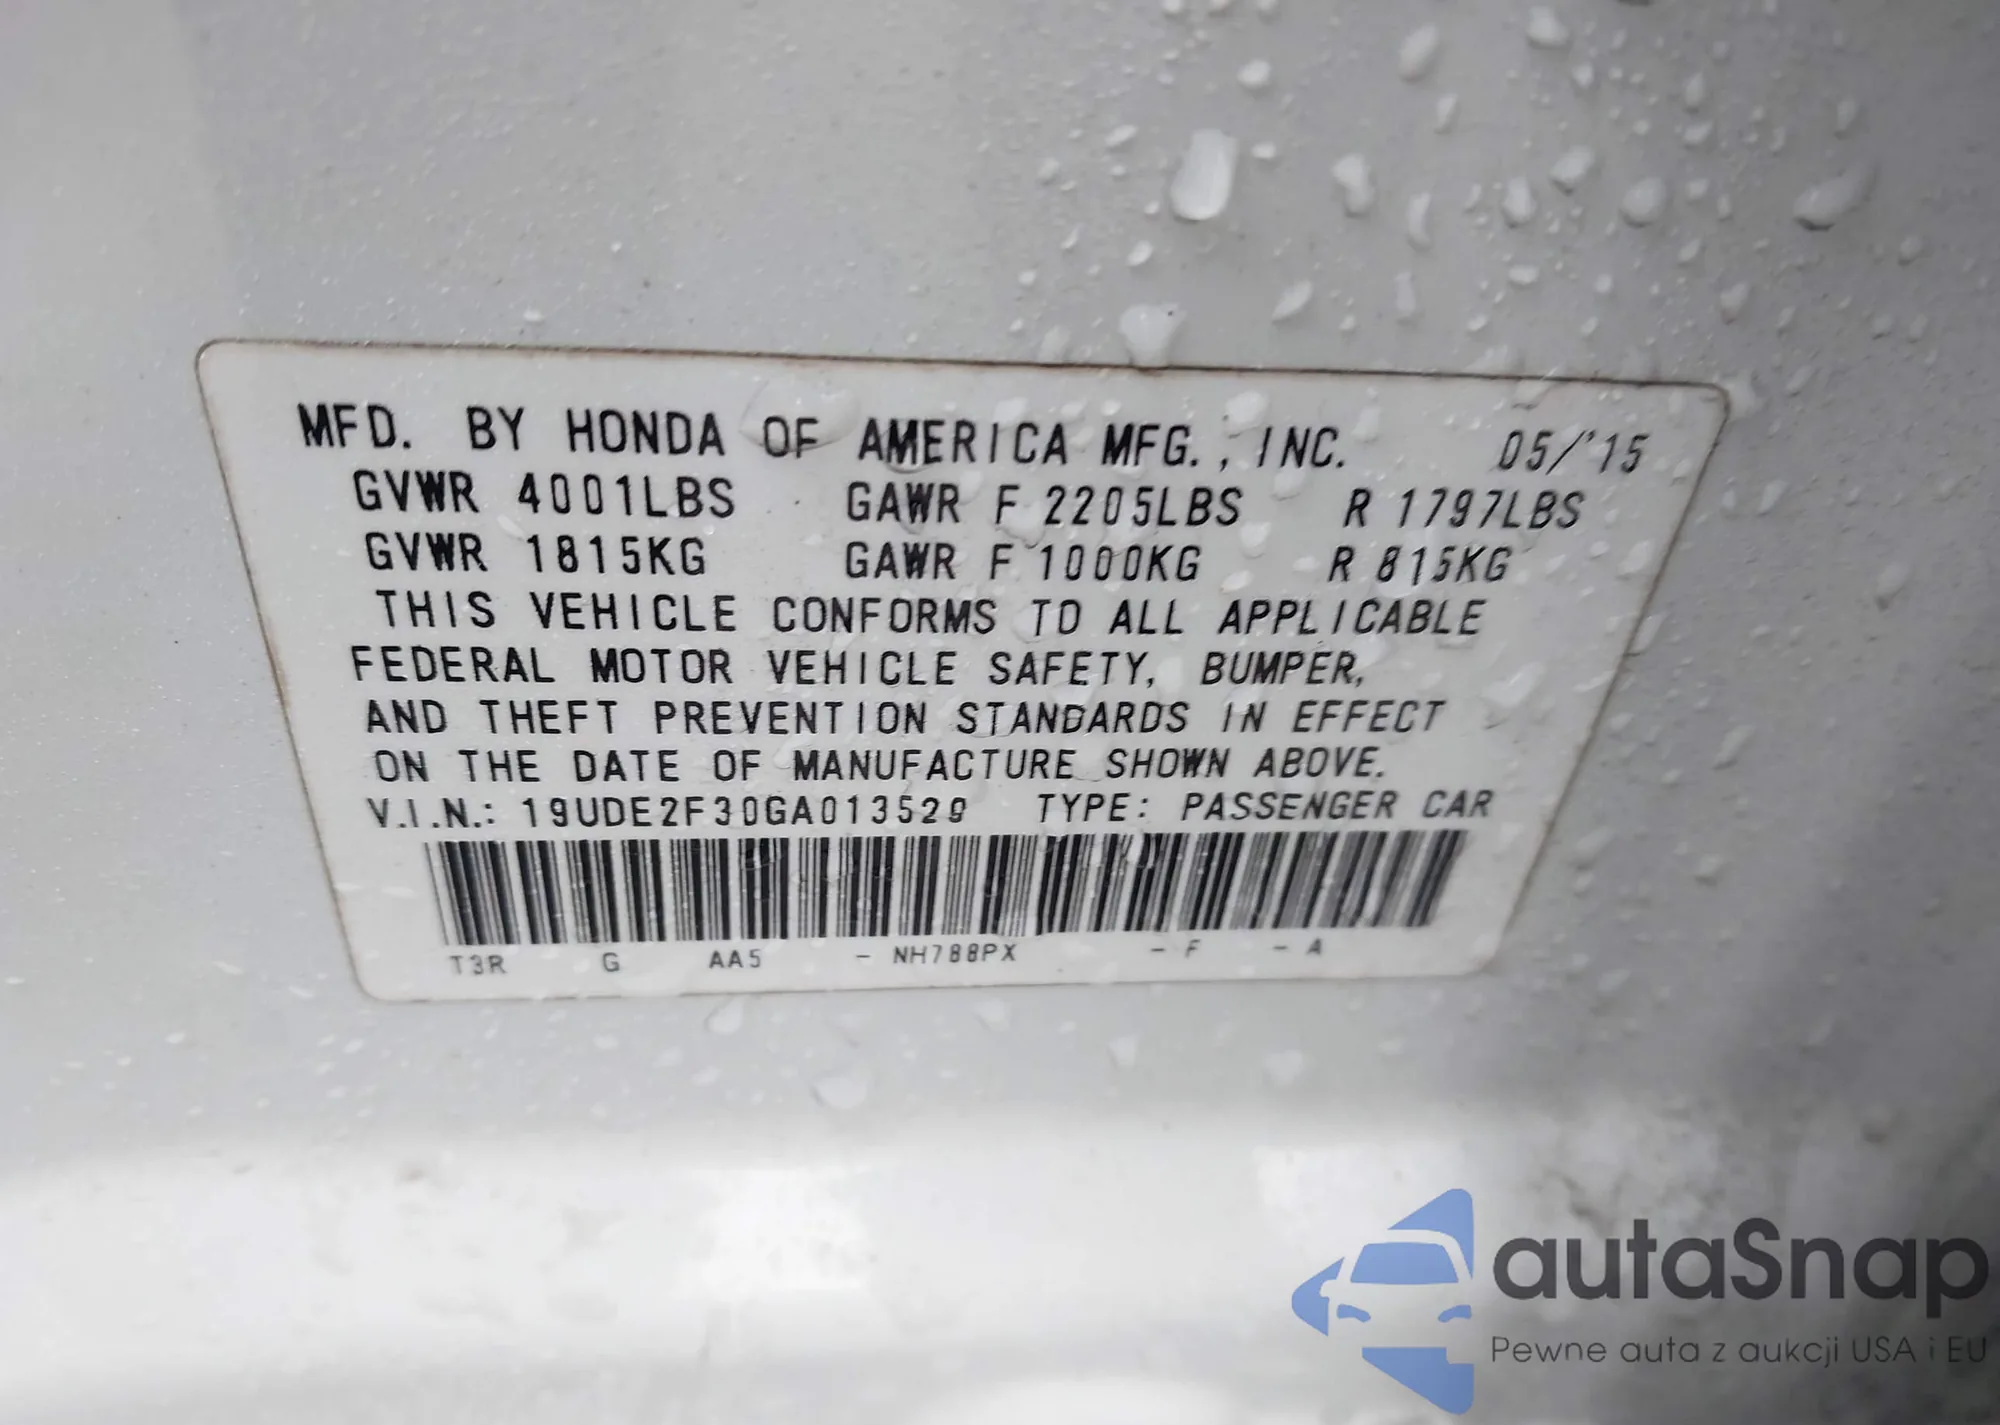 MFD. BY HONDA OF AMERICA MFG., INC. 05/'15
GVWR 4001LBS GAWR F 2205LBS R 1797LBS
GVWR 1815KG GAWR F 1000KG R 815KG
THIS VEHICLE CONFORMS TO ALL APPLICABLE
FEDERAL MOTOR VEHICLE SAFETY, BUMPER,
AND THEFT PREVENTION STANDARDS IN EFFECT
ON THE DATE OF MANUFACTURE SHOWN ABOVE.
V.I.N.: 19UDE2F30GA013529 TYPE: PASSENGER CAR
T3R G AA5 - NH788PX - F - A
autaSnap
Pewne auta z aukcji USA i EU